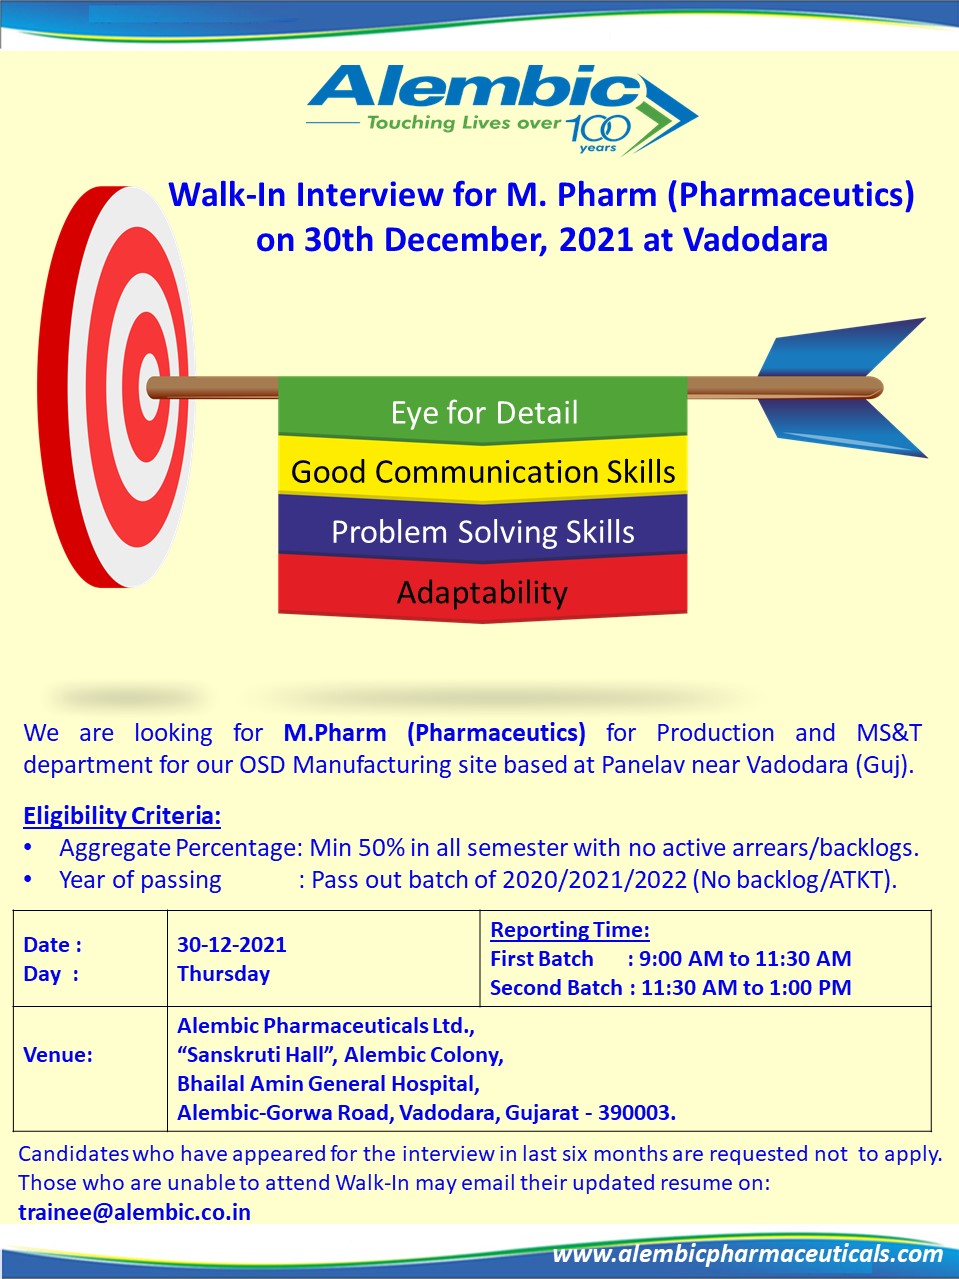 Alembic
Touching Lives over 100
years
Walk-In Interview for M. Pharm (Pharmaceutics)
on 30th December, 2021 at Vadodara
Eye for Detail
Good Communication Skills
Problem Solving Skills
Adaptability
We are looking for M.Pharm (Pharmaceutics) for Production and MS&T
department for our OSD Manufacturing site based at Panelav near Vadodara (Guj).
Eligibility Criteria:
• Aggregate Percentage: Min 50% in all semester with no active arrears/backlogs.
• Year of passing : Pass out batch of 2020/2021/2022 (No backlog/ATKT).
Date : 30-12-2021
Day : Thursday
Reporting Time:
First Batch : 9:00 AM to 11:30 AM
Second Batch : 11:30 AM to 1:00 PM
Venue:
Alembic Pharmaceuticals Ltd.,
“Sanskruti Hall”, Alembic Colony,
Bhailal Amin General Hospital,
Alembic-Gorwa Road, Vadodara, Gujarat - 390003.
Candidates who have appeared for the interview in last six months are requested not to apply.
Those who are unable to attend Walk-In may email their updated resume on:
trainee@alembic.co.in
www.alembicpharmaceuticals.com